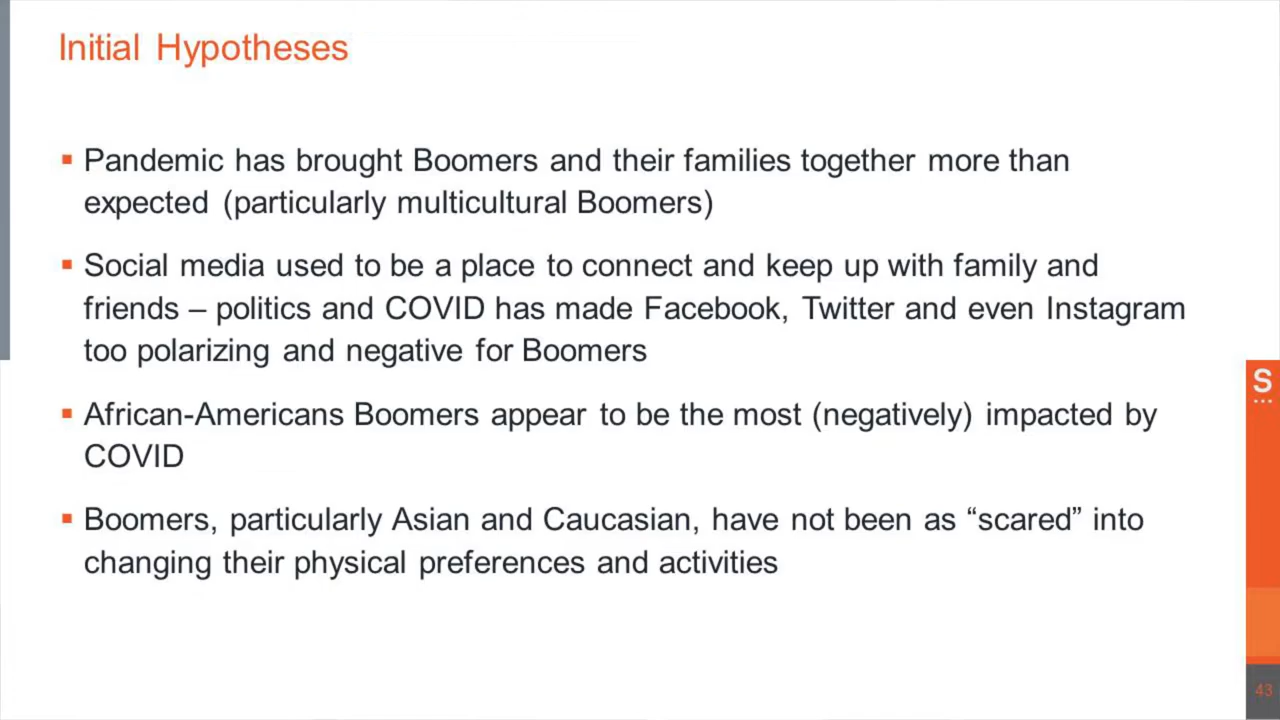 Initial Hypotheses
▪ Pandemic has brought Boomers and their families together more than
expected (particularly multicultural Boomers)
▪ Social media used to be a place to connect and keep up with family and
friends – politics and COVID has made Facebook, Twitter and even Instagram
too polarizing and negative for Boomers
▪ African-Americans Boomers appear to be the most (negatively) impacted by
COVID
▪ Boomers, particularly Asian and Caucasian, have not been as “scared” into
changing their physical preferences and activities
S
...
43